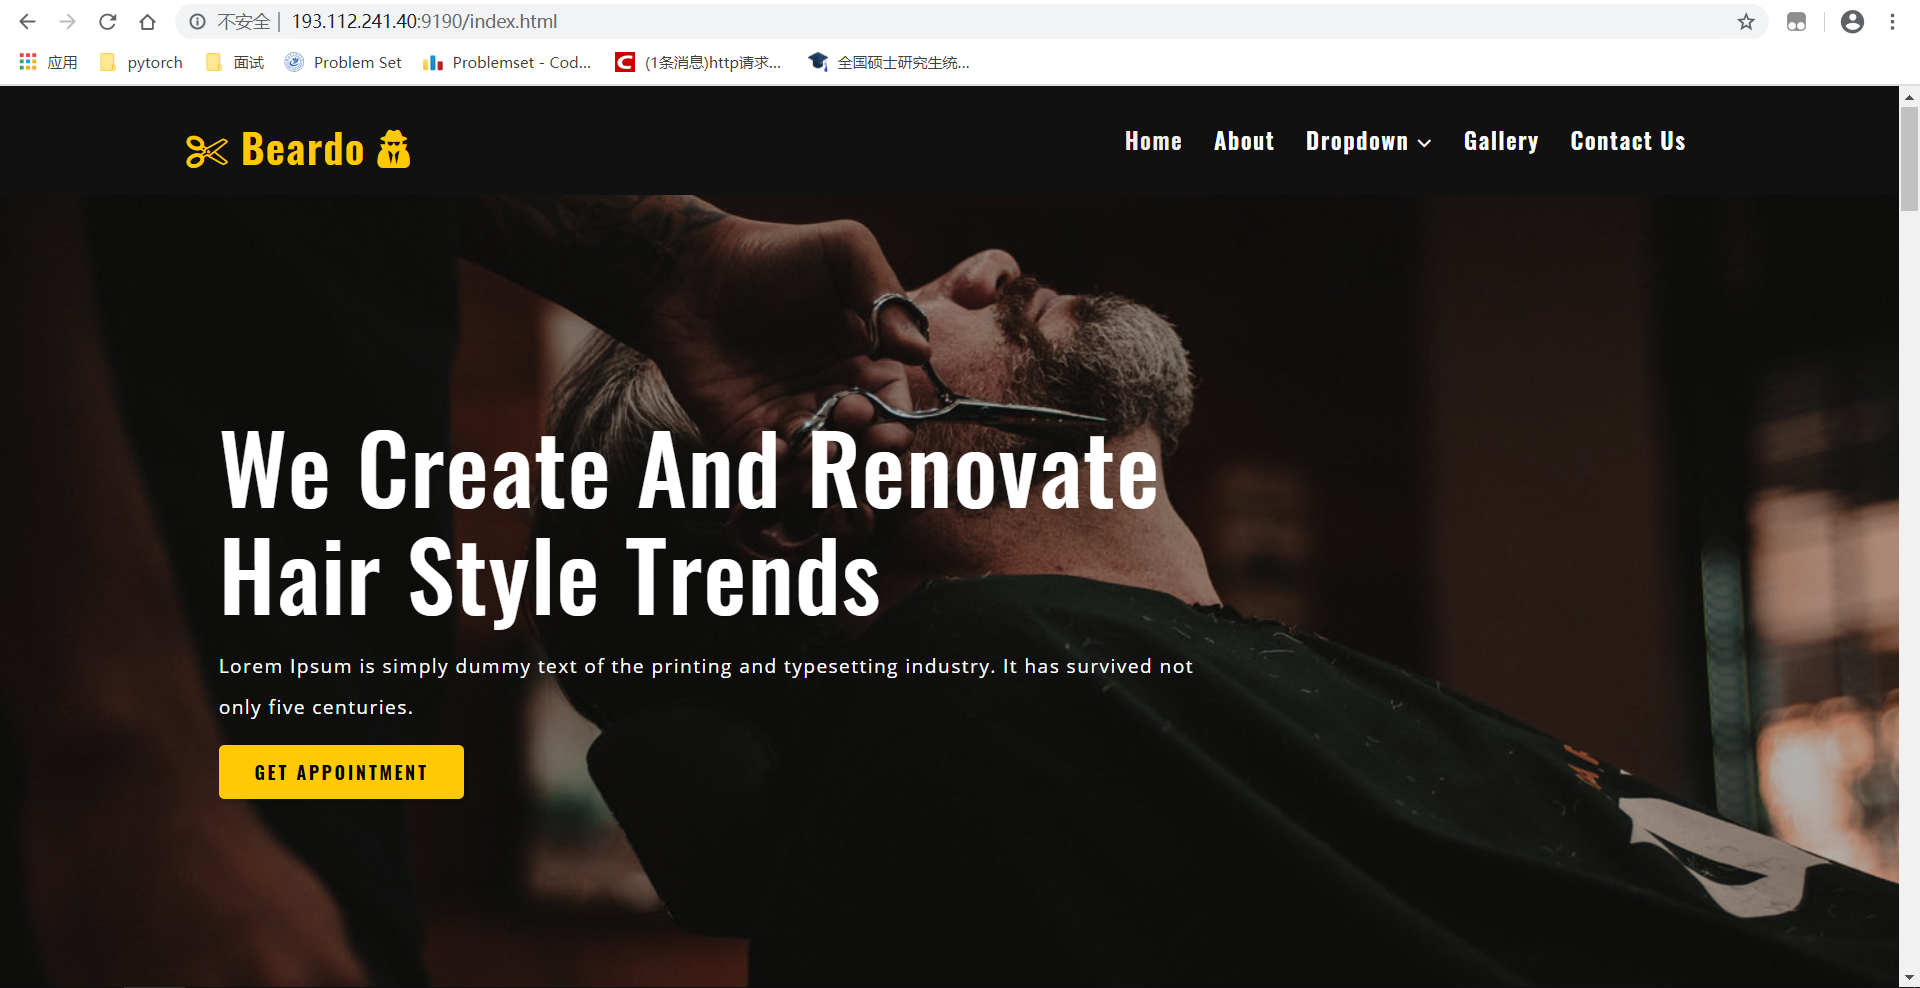 不安全 | 193.112.241.40:9190/index.html
应用 pytorch 面试 Problem Set Problemset - Cod... (1条消息)http请求... 全国硕士研究生统...
Beardo Home About Dropdown Gallery Contact Us
We Create And Renovate
Hair Style Trends
Lorem Ipsum is simply dummy text of the printing and typesetting industry. It has survived not
only five centuries.
GET APPOINTMENT